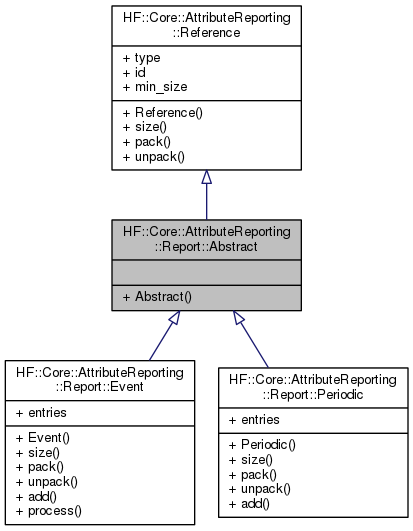 HF::Core::AttributeReporting
::Reference
+ type
+ id
+ min_size
+ Reference()
+ size()
+ pack()
+ unpack()
HF::Core::AttributeReporting
::Report::Abstract
+ Abstract()
HF::Core::AttributeReporting
::Report::Event
+ entries
+ Event()
+ size()
+ pack()
+ unpack()
+ add()
+ process()
HF::Core::AttributeReporting
::Report::Periodic
+ entries
+ Periodic()
+ size()
+ pack()
+ unpack()
+ add()